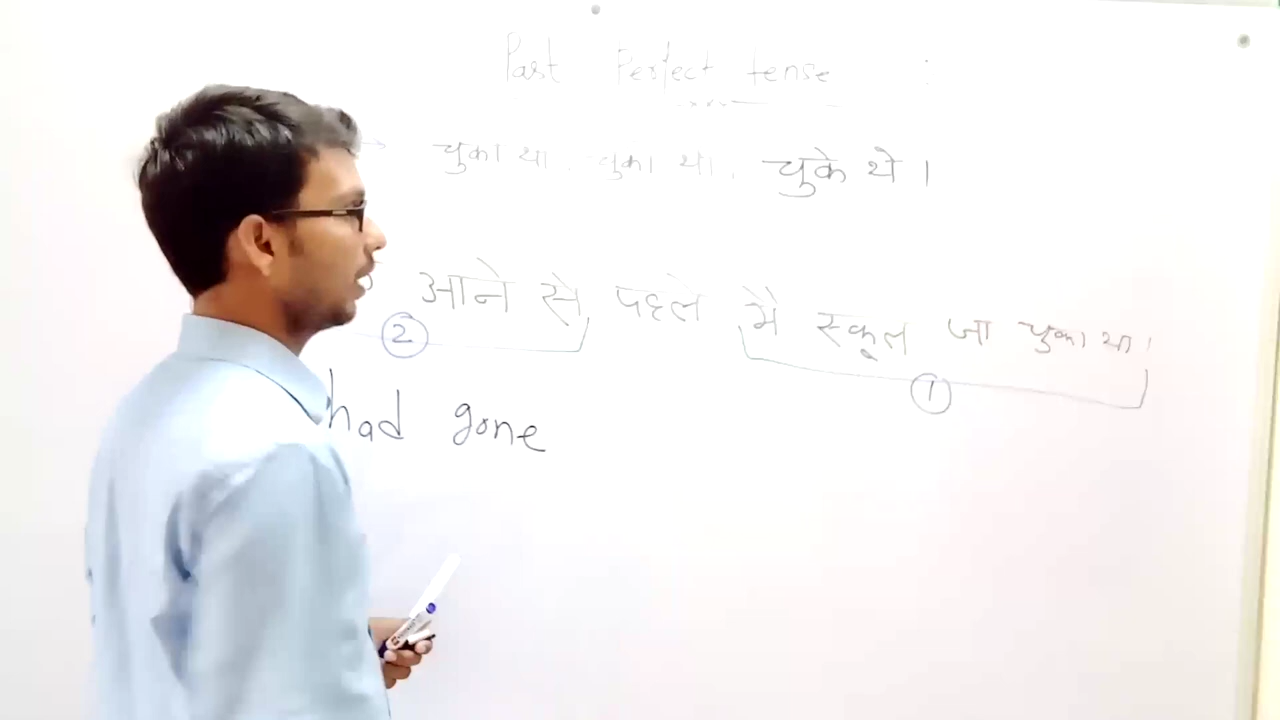 Past Perfect tense :
→ चुका था . चुका था . चुके थे ।
आने से पहले मै स्कूल जा चुका था ।
2 1
had gone